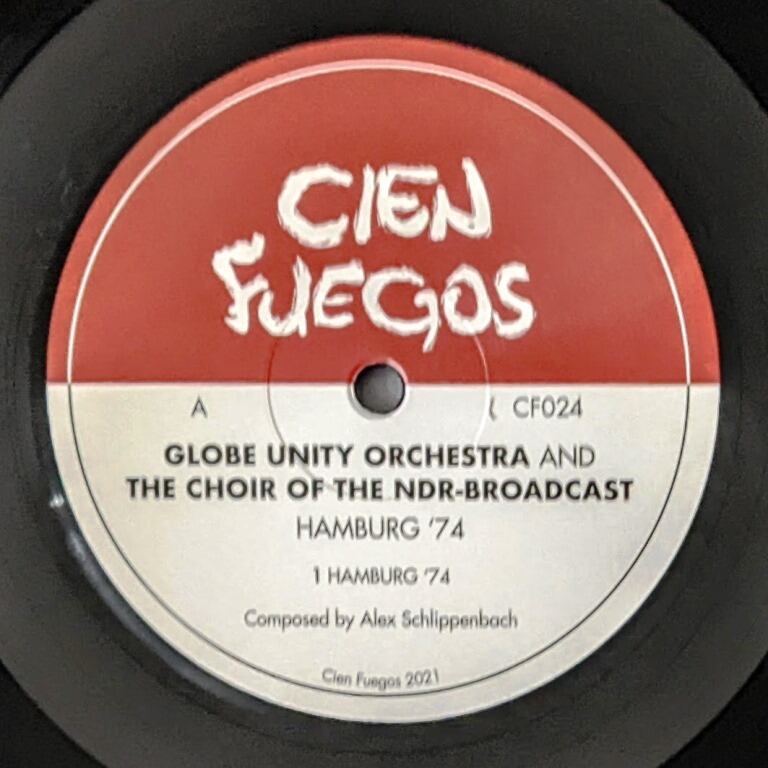 CIEN
FUEGOS
A
CF024
GLOBE UNITY ORCHESTRA AND
THE CHOIR OF THE NDR-BROADCAST
HAMBURG '74
1 HAMBURG '74
Composed by Alex Schlippenbach
Cien Fuegos 2021